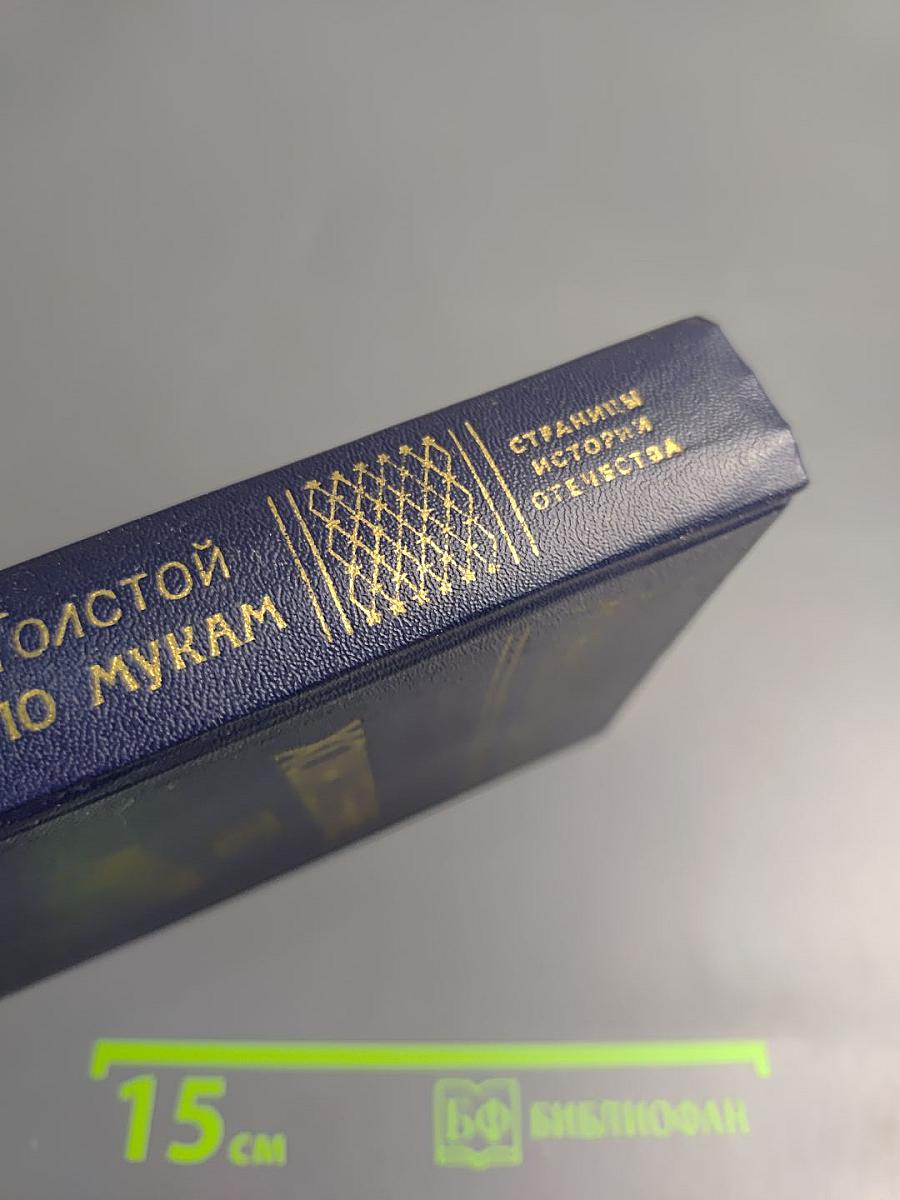 СТРАНИЦЫ
ИСТОРИИ
ОТЕЧЕСТВА
ТОЛСТОЙ
ПО МУКАМ
15 см
БФ БИБЛИОФАН